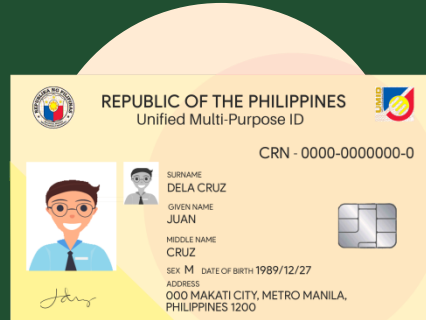 REPUBLIC OF THE PHILIPPINES
Unified Multi-Purpose ID
UMID
CRN - 0000-0000000-0
SURNAME
DELA CRUZ
GIVEN NAME
JUAN
MIDDLE NAME
CRUZ
SEX M DATE OF BIRTH 1989/12/27
ADDRESS
000 MAKATI CITY, METRO MANILA,
PHILIPPINES 1200